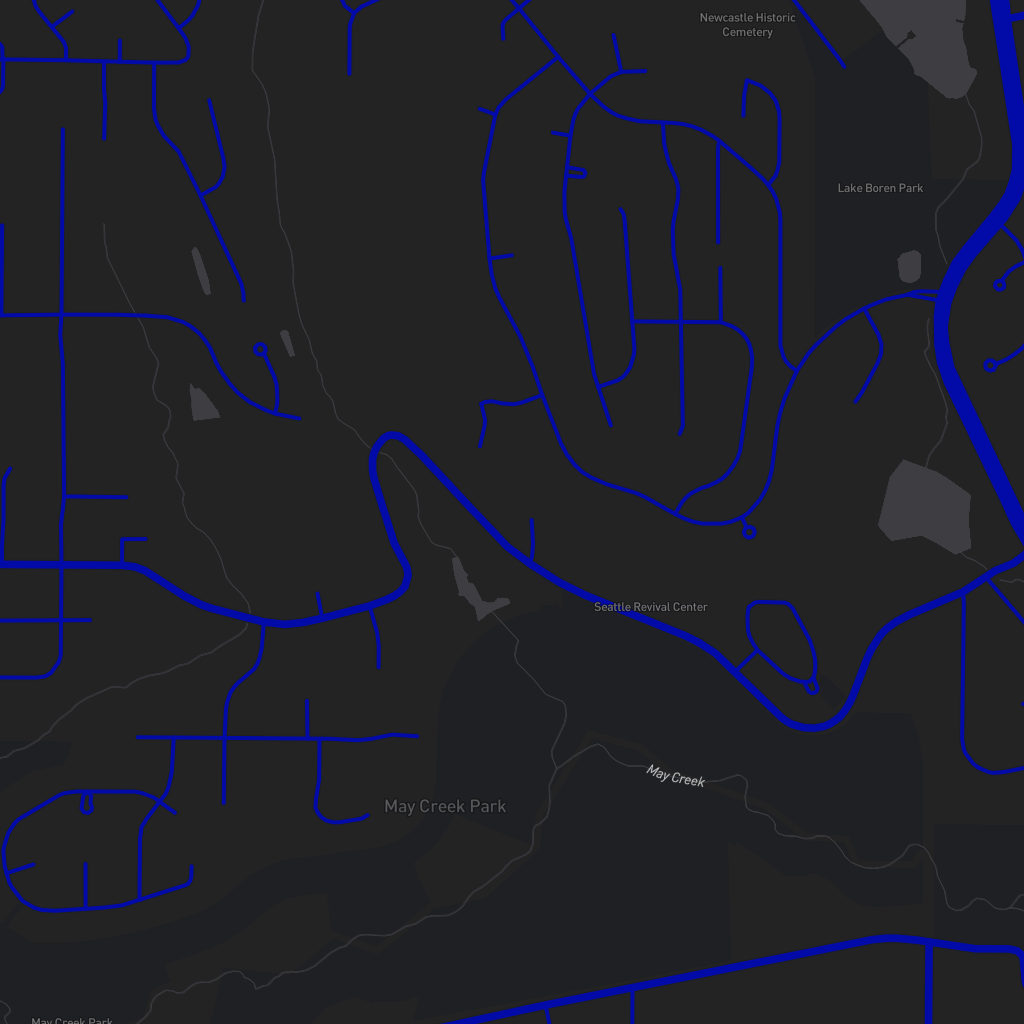 Newcastle Historic
Cemetery
Lake Boren Park
Seattle Revival Center
May Creek
May Creek Park
May Creek Park